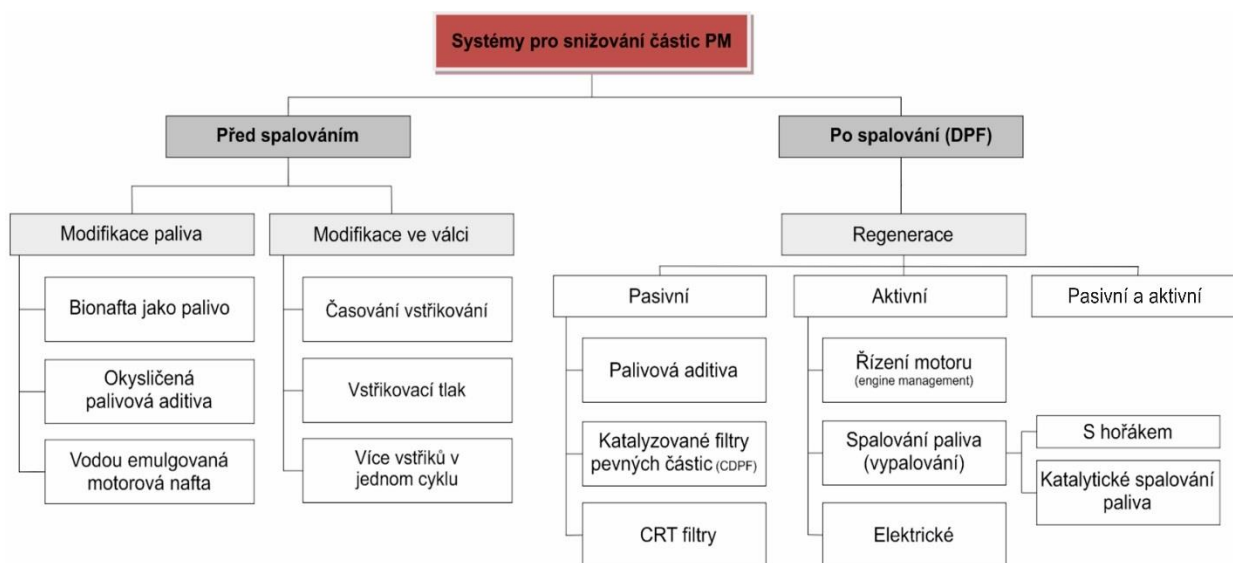 Systémy pro snižování částic PM
Před spalováním
Po spalování (DPF)
Modifikace paliva
Modifikace ve válci
Regenerace
Bionafta jako palivo
Okysličená
palivová aditiva
Vodou emulgovaná
motorová nafta
Časování vstřikování
Vstřikovací tlak
Více vstřiků v
jednom cyklu
Pasivní
Aktivní
Pasivní a aktivní
Palivová aditiva
Katalyzované filtry
pevných částic (CDPF)
CRT filtry
Řízení motoru
(engine management)
Spalování paliva
(vypalování)
Elektrické
S hořákem
Katalytické spalování
paliva